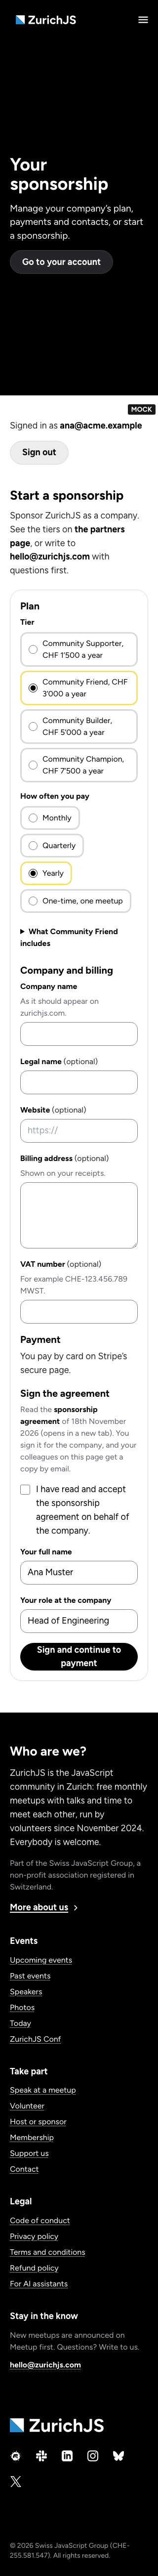 ZurichJS
Your
sponsorship
Manage your company's plan,
payments and contacts, or start
a sponsorship.
Go to your account
MOCK
Signed in as ana@acme.example
Sign out
Start a sponsorship
Sponsor ZurichJS as a company.
See the tiers on the partners
page, or write to
hello@zurichjs.com with
questions first.
Plan
Tier
Community Supporter,
CHF 1'500 a year
Community Friend, CHF
3'000 a year
Community Builder,
CHF 5'000 a year
Community Champion,
CHF 7'500 a year
How often you pay
Monthly
Quarterly
Yearly
One-time, one meetup
What Community Friend
includes
Company and billing
Company name
As it should appear on
zurichjs.com.
Legal name (optional)
Website (optional)
https://
Billing address (optional)
Shown on your receipts.
VAT number (optional)
For example CHE-123.456.789
MWST.
Payment
You pay by card on Stripe's
secure page.
Sign the agreement
Read the sponsorship
agreement of 18th November
2026 (opens in a new tab). You
sign it for the company, and your
colleagues on this page get a
copy by email.
I have read and accept
the sponsorship
agreement on behalf of
the company.
Your full name
Ana Muster
Your role at the company
Head of Engineering
Sign and continue to
payment
Who are we?
ZurichJS is the JavaScript
community in Zurich: free monthly
meetups with talks and time to
meet each other, run by
volunteers since November 2024.
Everybody is welcome.
Part of the Swiss JavaScript Group, a
non-profit association registered in
Switzerland.
More about us
Events
Upcoming events
Past events
Speakers
Photos
Today
ZurichJS Conf
Take part
Speak at a meetup
Volunteer
Host or sponsor
Membership
Support us
Contact
Legal
Code of conduct
Privacy policy
Terms and conditions
Refund policy
For AI assistants
Stay in the know
New meetups are announced on
Meetup first. Questions? Write to us.
hello@zurichjs.com
ZurichJS
© 2026 Swiss JavaScript Group (CHE-
255.581.547). All rights reserved.